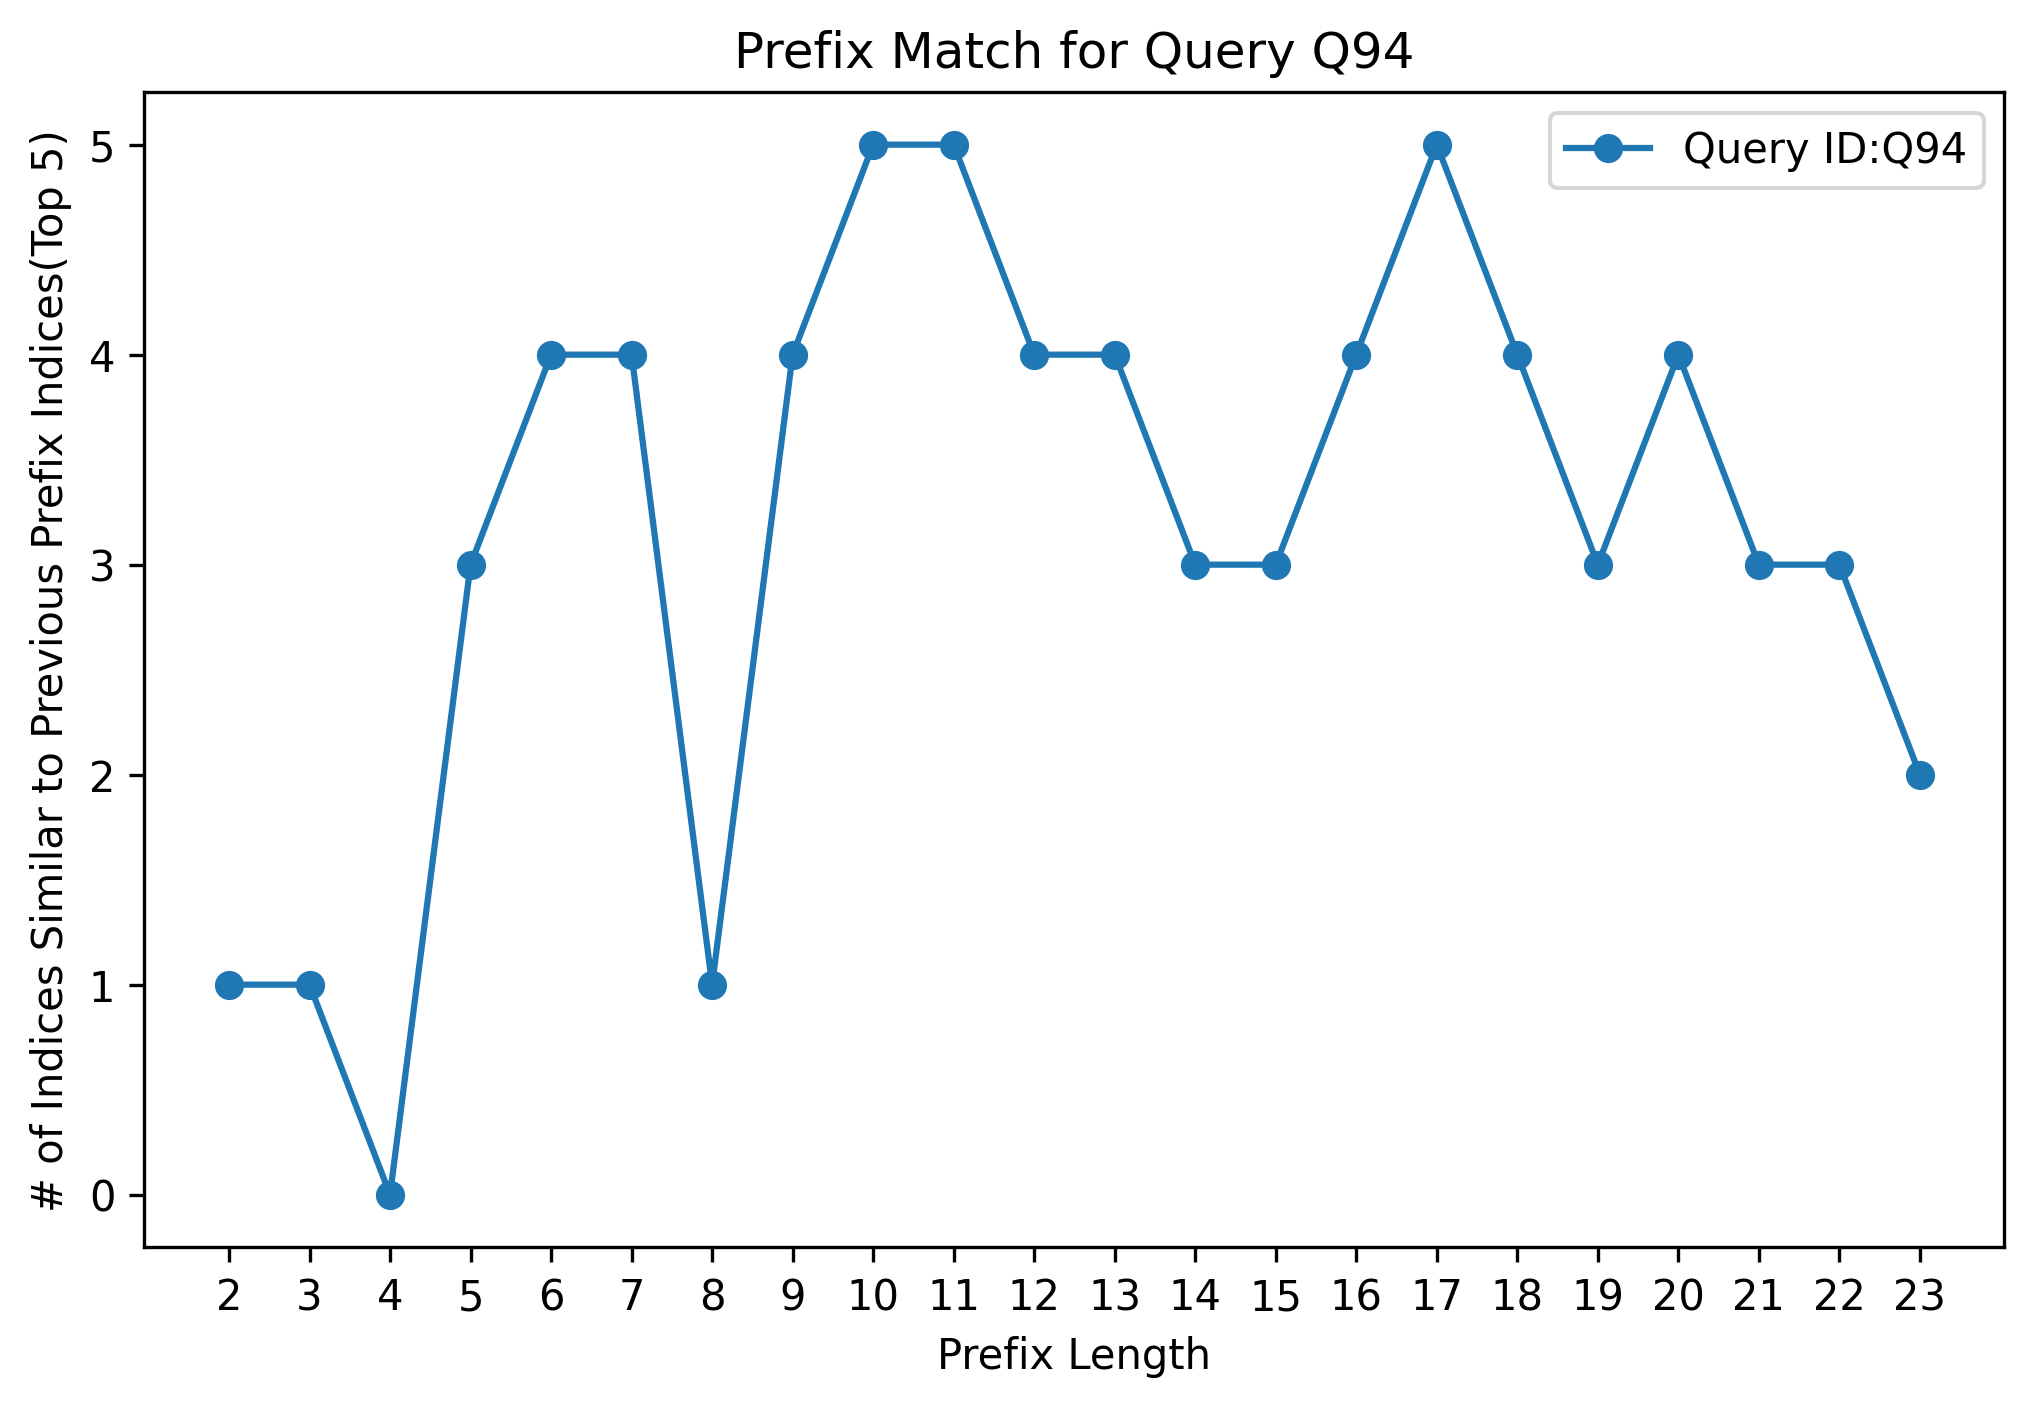 Prefix Match for Query Q94
Query ID:Q94
# of Indices Similar to Previous Prefix Indices(Top 5)
5
4
3
2
1
0
2 3 4 5 6 7 8 9 10 11 12 13 14 15 16 17 18 19 20 21 22 23
Prefix Length